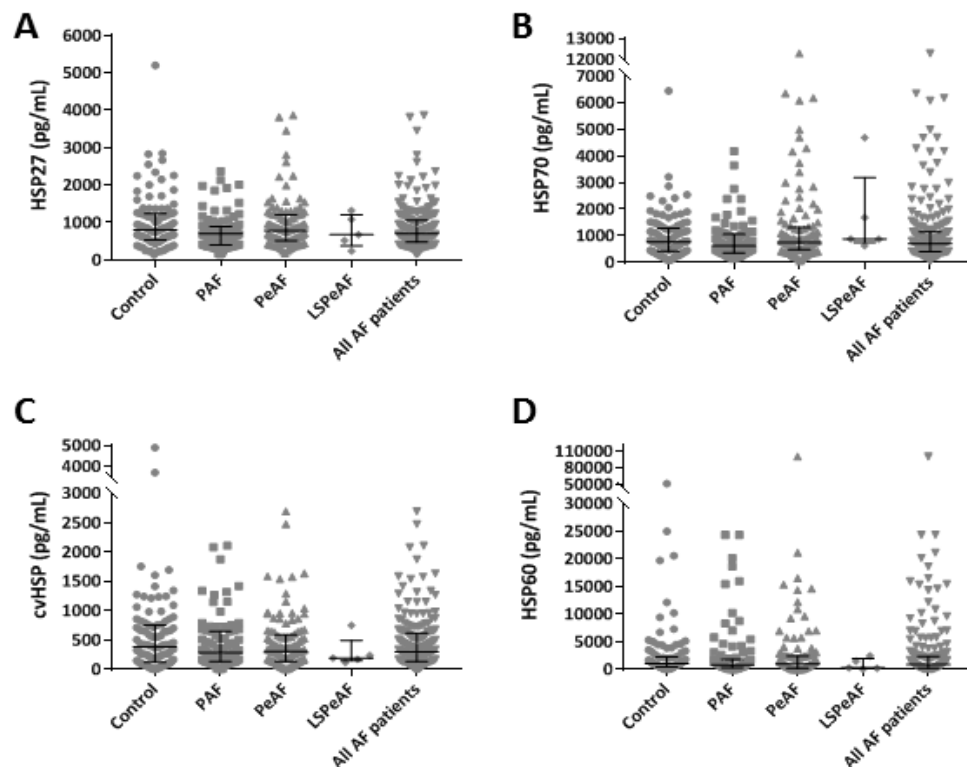 A
HSP27 (pg/mL)
6000
5000
4000
3000
2000
1000
0
Control
PAF
PeAF
LSPeAF
All AF patients
B
HSP70 (pg/mL)
13000
12000
7000
6000
5000
4000
3000
2000
1000
0
Control
PAF
PeAF
LSPeAF
All AF patients
C
cvHSP (pg/mL)
5000
4000
3000
2500
2000
1500
1000
500
0
Control
PAF
PeAF
LSPeAF
All AF patients
D
HSP60 (pg/mL)
110000
80000
50000
30000
25000
20000
15000
10000
5000
0
Control
PAF
PeAF
LSPeAF
All AF patients